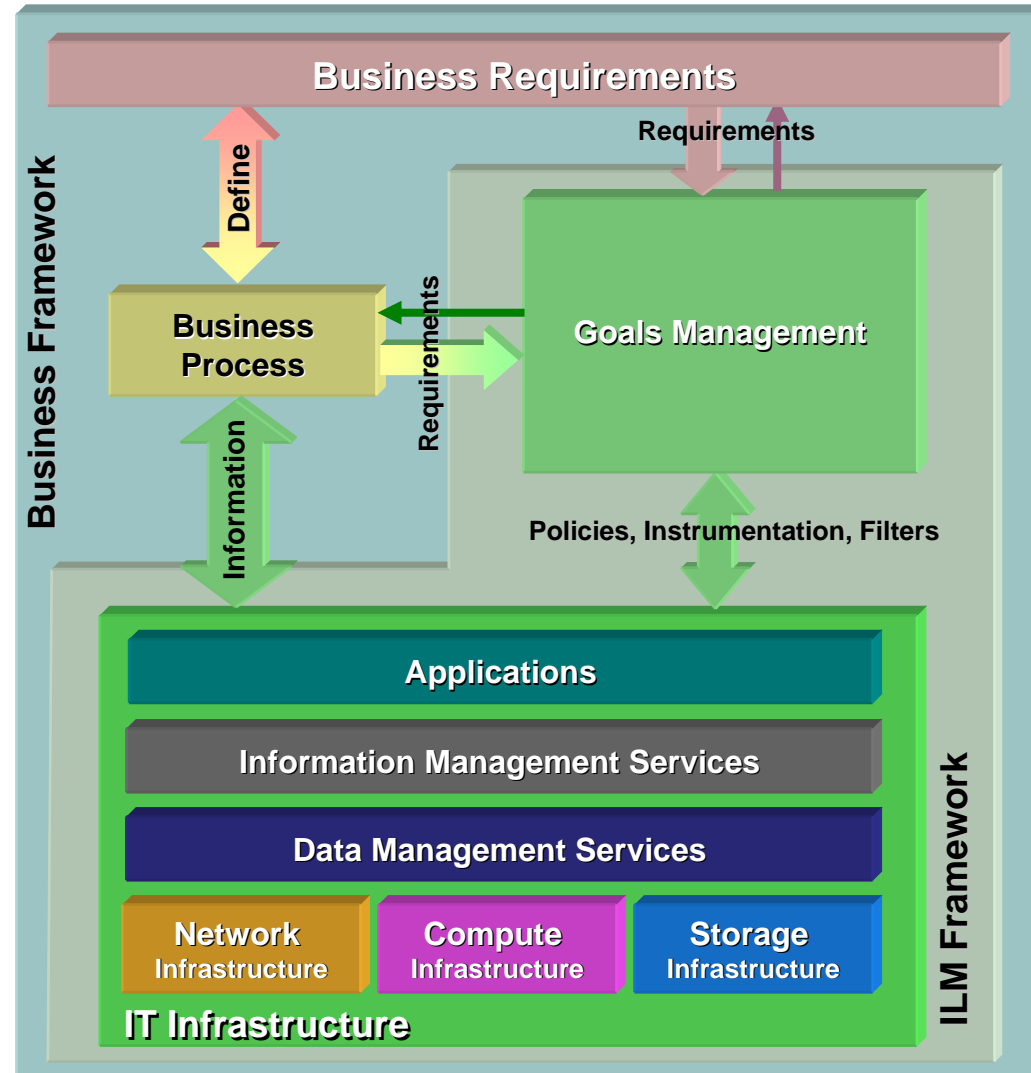 Business Requirements
Requirements
Define
Business Framework
Business
Process
Requirements
Goals Management
Information
Policies, Instrumentation, Filters
Applications
Information Management Services
Data Management Services
Network
Infrastructure
Compute
Infrastructure
Storage
Infrastructure
IT Infrastructure
ILM Framework